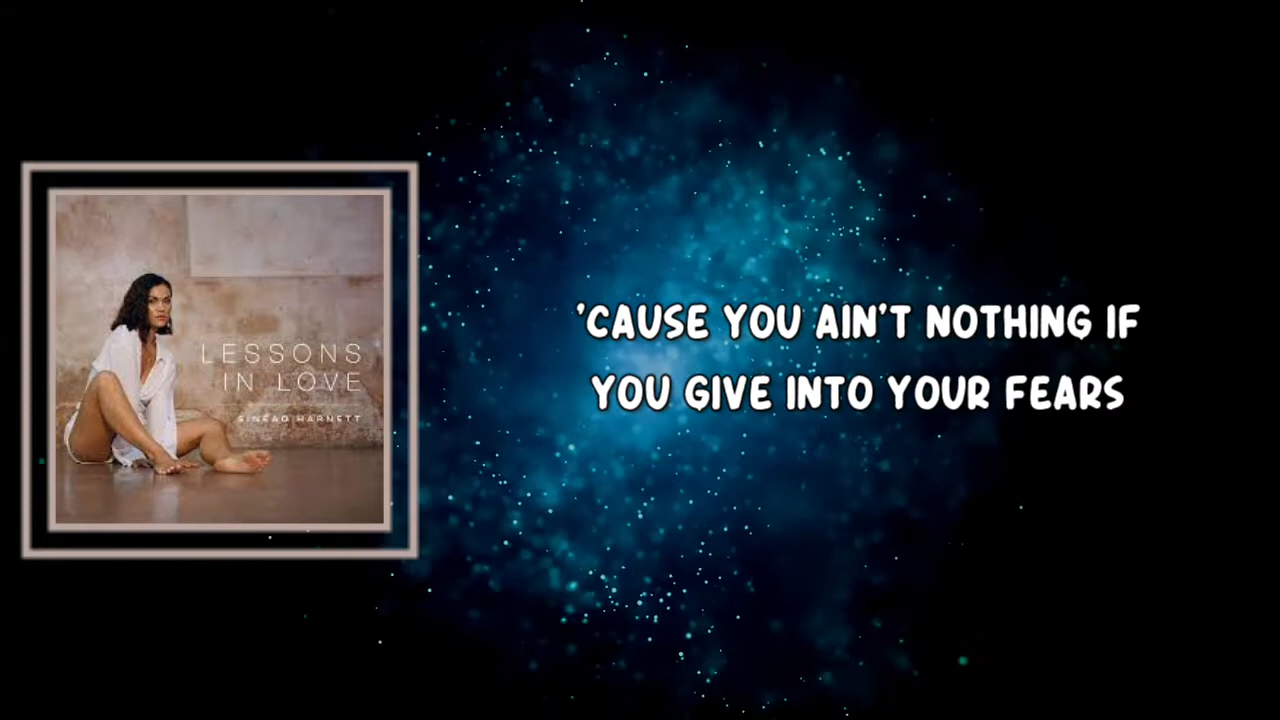 LESSONS
IN LOVE
SINEAD HARNETT
'CAUSE YOU AIN'T NOTHING IF
YOU GIVE INTO YOUR FEARS